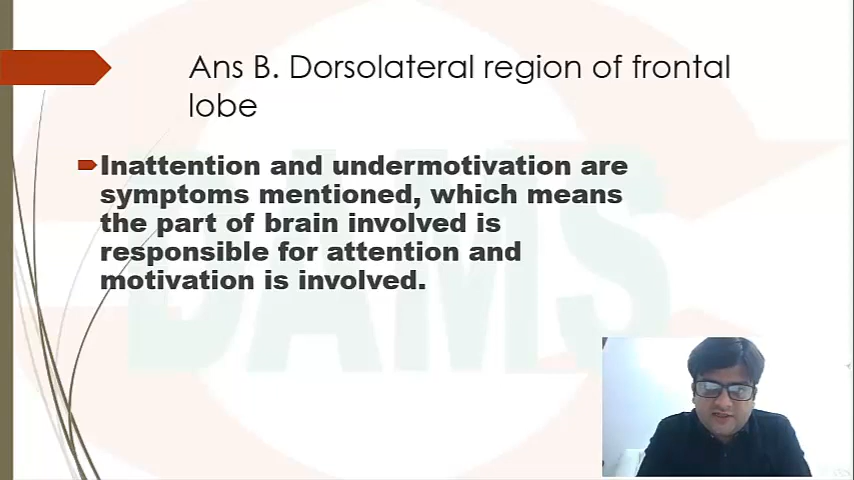 Ans B. Dorsolateral region of frontal
lobe
Inattention and undermotivation are
symptoms mentioned, which means
the part of brain involved is
responsible for attention and
motivation is involved.
DAMS